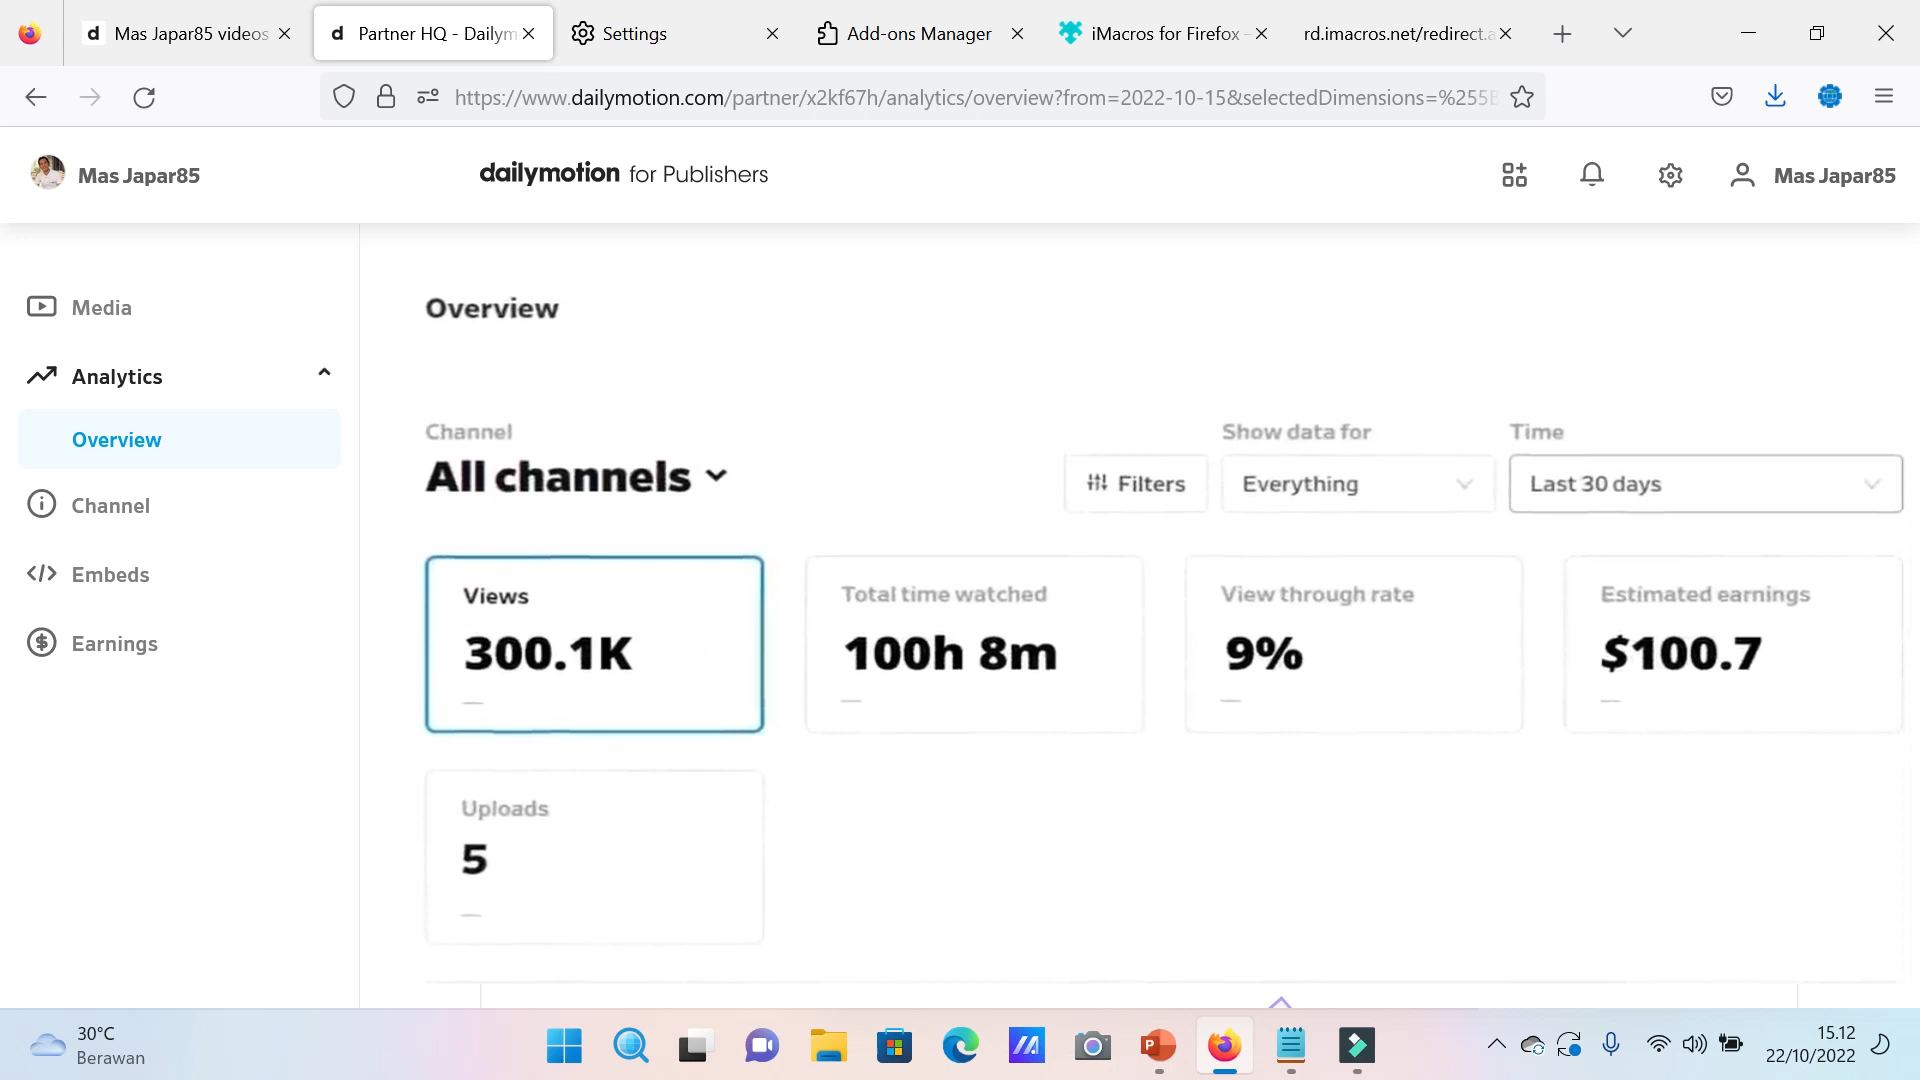 Mas Japar85 videos
Partner HQ - Dailym
Settings
Add-ons Manager
iMacros for Firefox -
rd.imacros.net/redirect.a
https://www.dailymotion.com/partner/x2kf67h/analytics/overview?from=2022-10-15&selectedDimensions=%255B
Mas Japar85
dailymotion for Publishers
Mas Japar85
Media
Analytics
Overview
Channel
Embeds
Earnings
Overview
Channel
All channels
Filters
Show data for
Everything
Time
Last 30 days
Views
300.1K
Total time watched
100h 8m
View through rate
9%
Estimated earnings
$100.7
Uploads
5
30°C
Berawan
15.12
22/10/2022